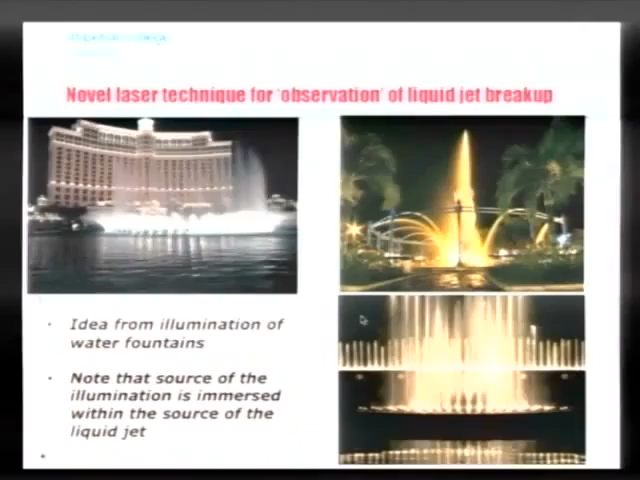 Novel laser technique for 'observation' of liquid jet breakup
· Idea from illumination of
water fountains
· Note that source of the
illumination is immersed
within the source of the
liquid jet